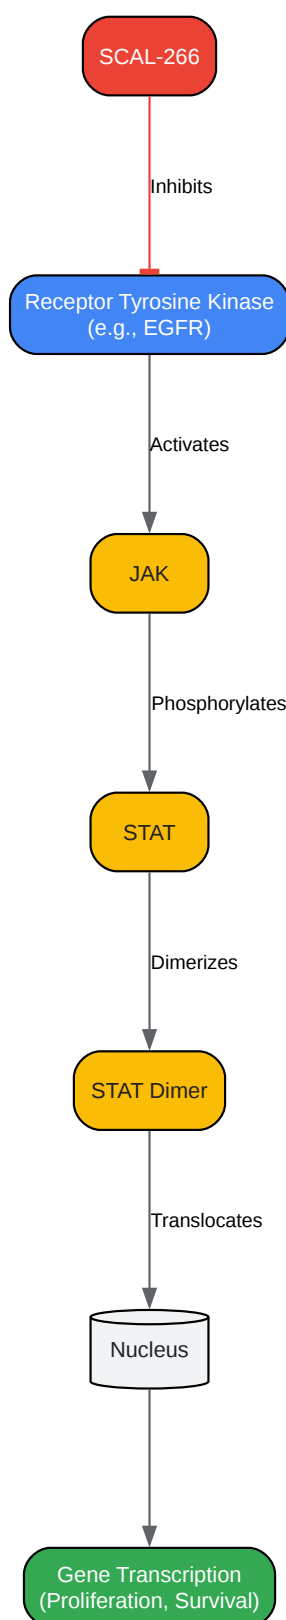 SCAL-266
Inhibits
Receptor Tyrosine Kinase
(e.g., EGFR)
Activates
JAK
Phosphorylates
STAT
Dimerizes
STAT Dimer
Translocates
Nucleus
Gene Transcription
(Proliferation, Survival)